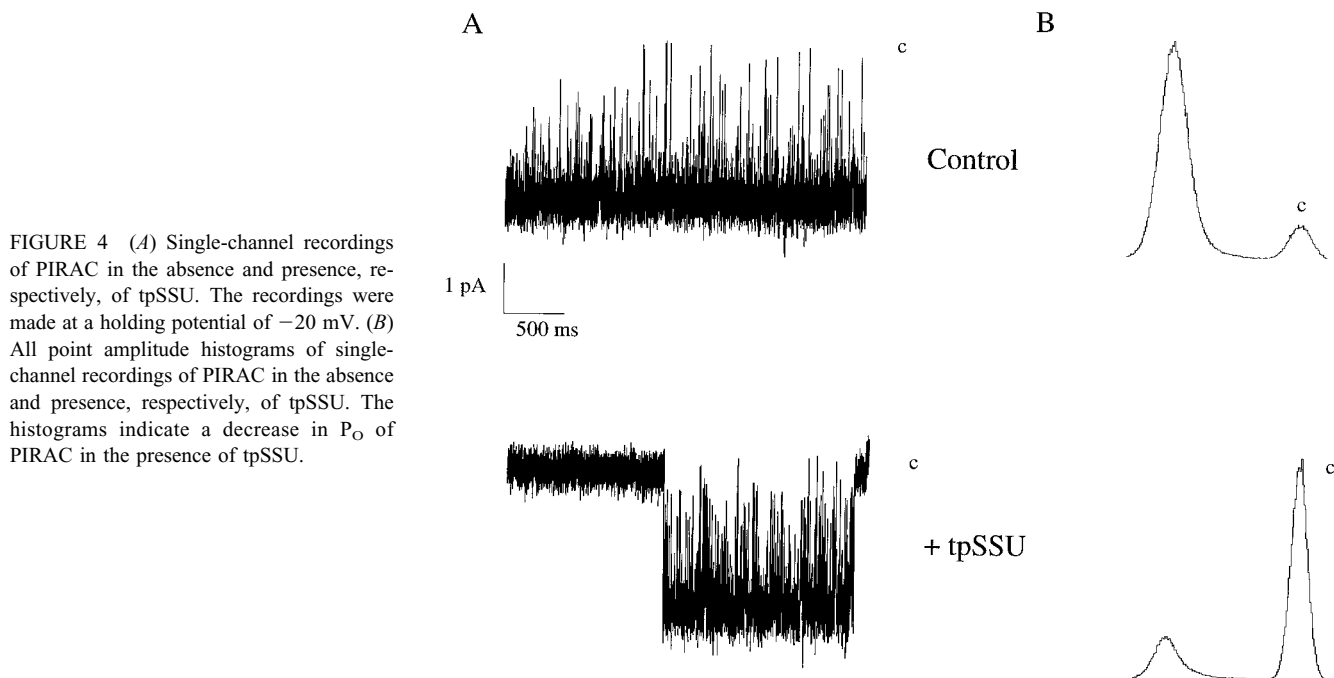 A
B
c
Control
c
1 pA
500 ms
FIGURE 4 (A) Single-channel recordings
of PIRAC in the absence and presence, re-
spectively, of tpSSU. The recordings were
made at a holding potential of −20 mV. (B)
All point amplitude histograms of single-
channel recordings of PIRAC in the absence
and presence, respectively, of tpSSU. The
histograms indicate a decrease in PO of
PIRAC in the presence of tpSSU.
c
+ tpSSU
c